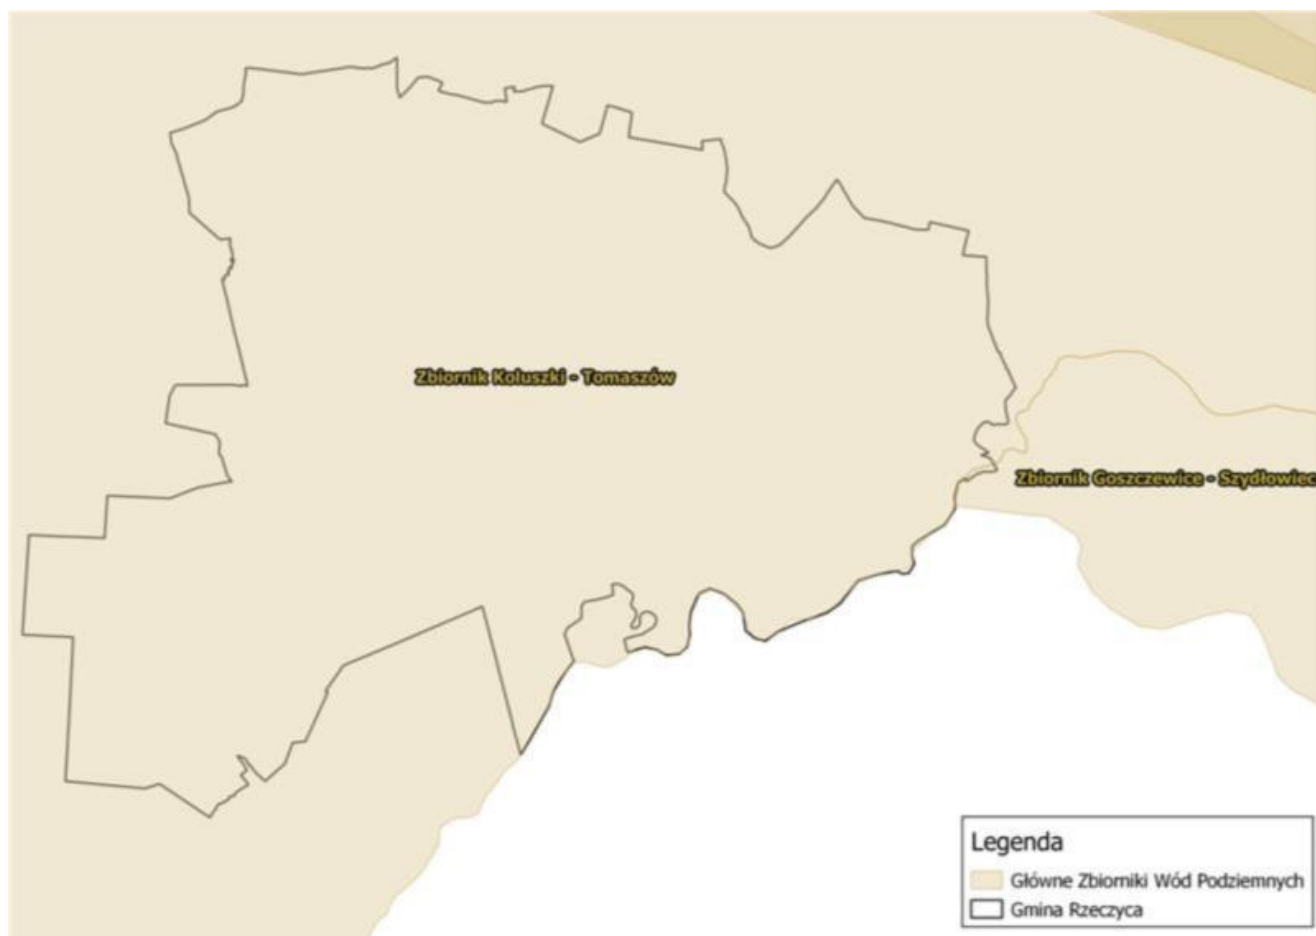 Zbiornik Koluszki - Tomaszów
Zbiornik Goszczewice - Szydłowiec
Legenda
Główne Zbiorniki Wód Podziemnych
Gmina Rzeczyca